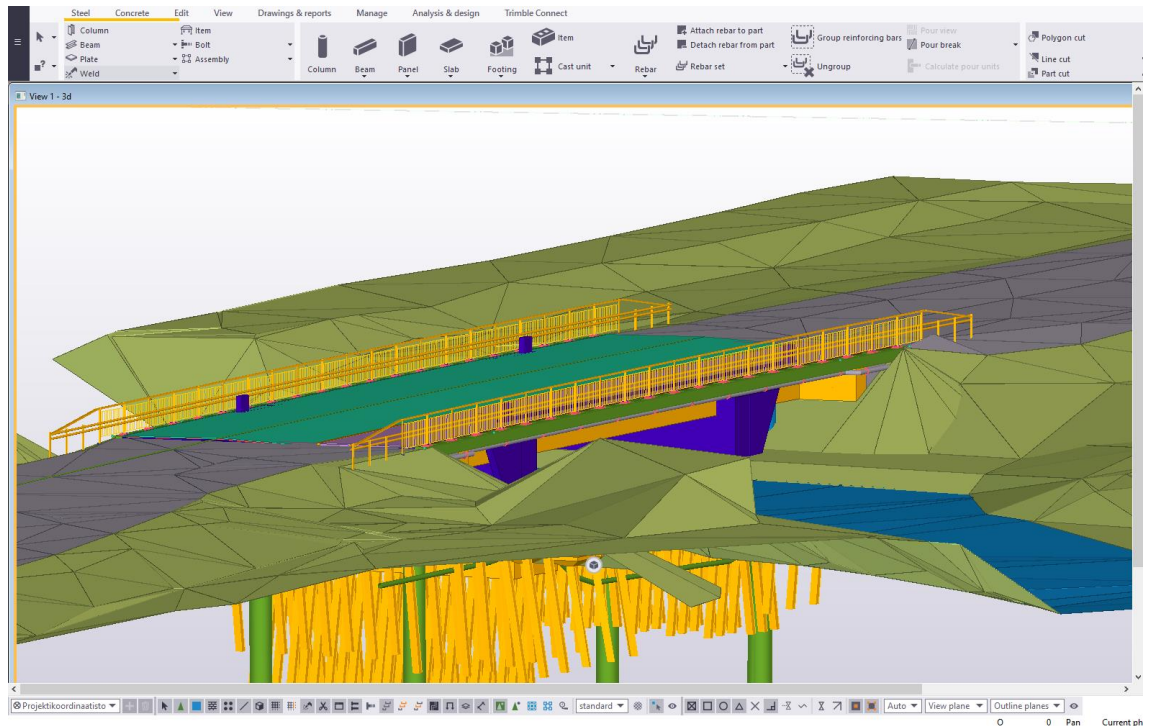 Steel Concrete Edit View Drawings & reports Manage Analysis & design Trimble Connect
Column Item
Beam Bolt
Plate Assembly
Weld
Column Beam Panel Slab Footing
Item
Cast unit
Rebar
Attach rebar to part
Detach rebar from part
Rebar set
Group reinforcing bars
Ungroup
Pour view
Pour break
Calculate pour units
Polygon cut
Line cut
Part cut
View 1 - 3d
Projektikoordinaatisto standard Auto View plane Outline planes
O 0 Pan Current ph